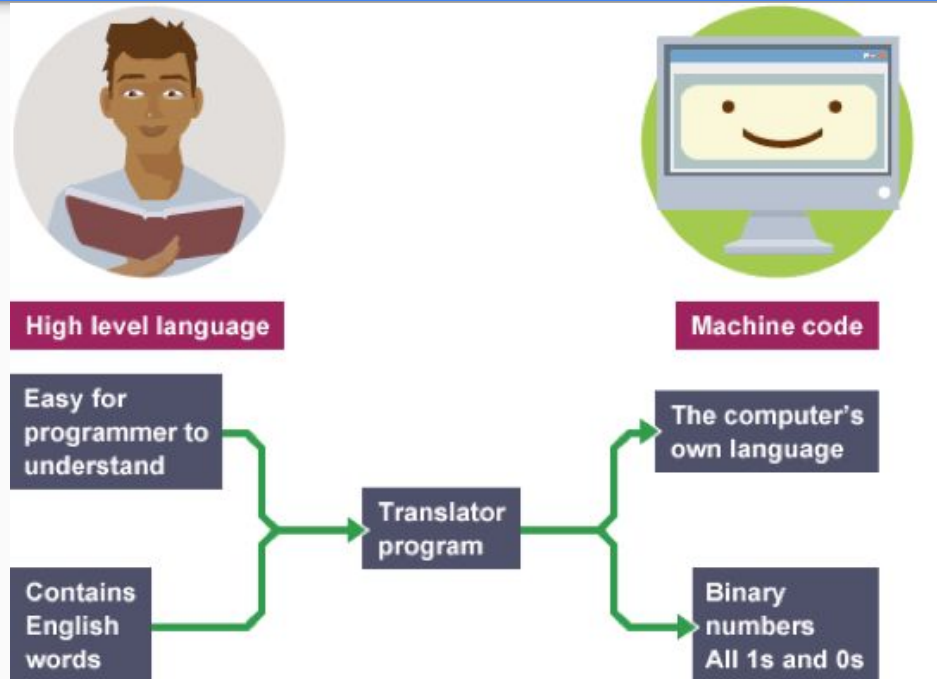 High level language
Machine code
Easy for
programmer to
understand
The computer's
own language
Translator
program
Contains
English
words
Binary
numbers
All 1s and 0s